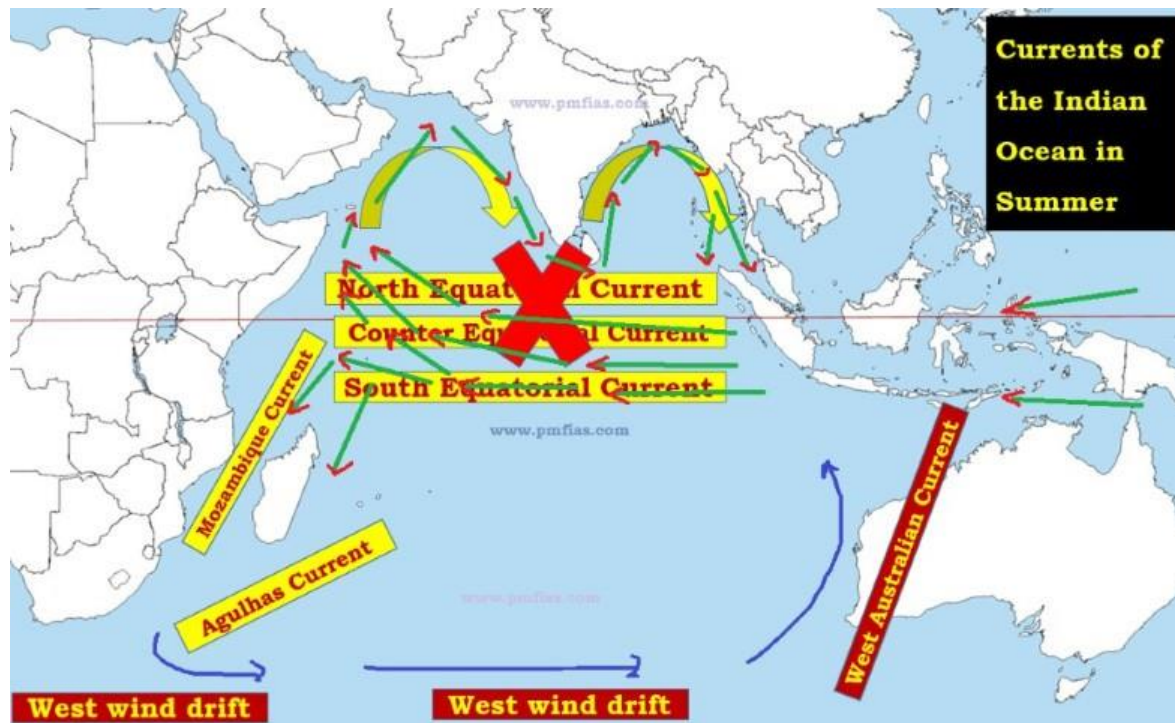 Currents of
the Indian
Ocean in
Summer
www.pmfias.com
North Equatorial Current
Counter Equatorial Current
South Equatorial Current
www.pmfias.com
Mozambique Current
Agulhas Current
West Australian Current
www.pmfias.com
West wind drift
West wind drift